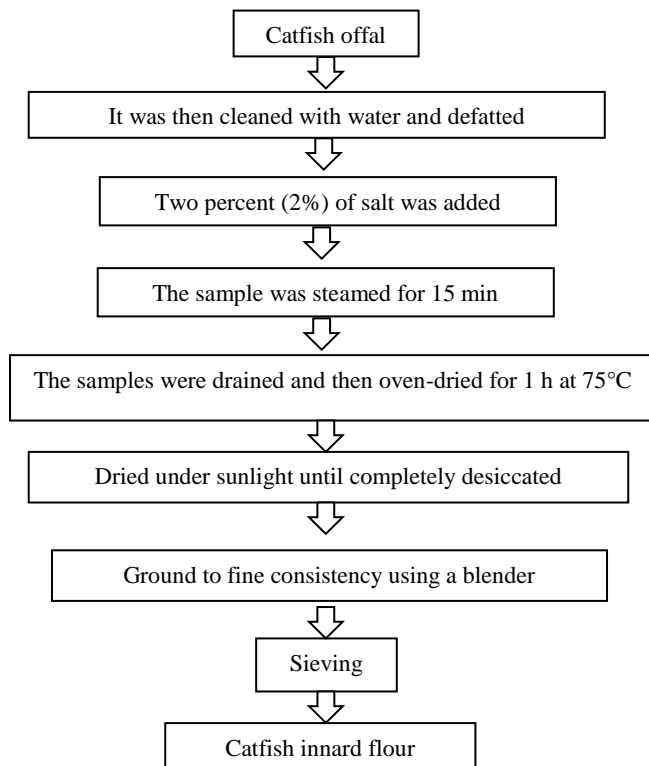 Catfish offal
It was then cleaned with water and defatted
Two percent (2%) of salt was added
The sample was steamed for 15 min
The samples were drained and then oven-dried for 1 h at 75°C
Dried under sunlight until completely desiccated
Ground to fine consistency using a blender
Sieving
Catfish innard flour